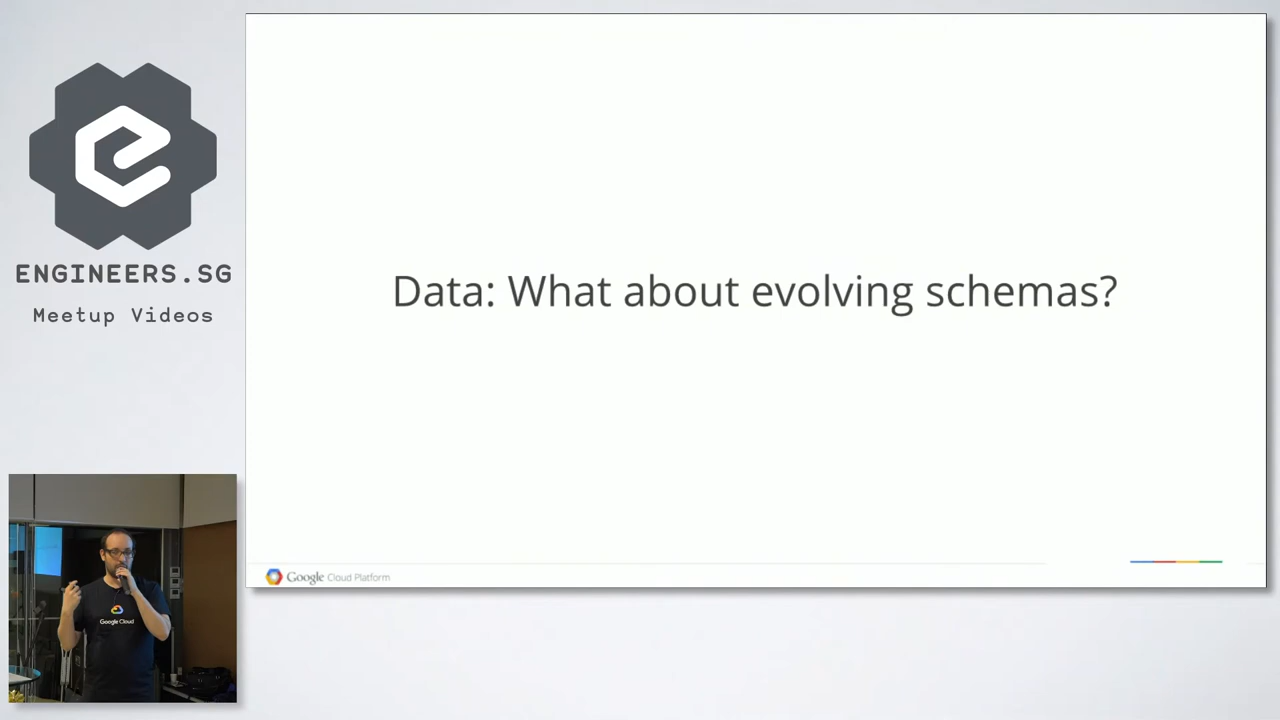 ENGINEERS.SG
Meetup Videos
Data: What about evolving schemas?
Google Cloud Platform
Google Cloud